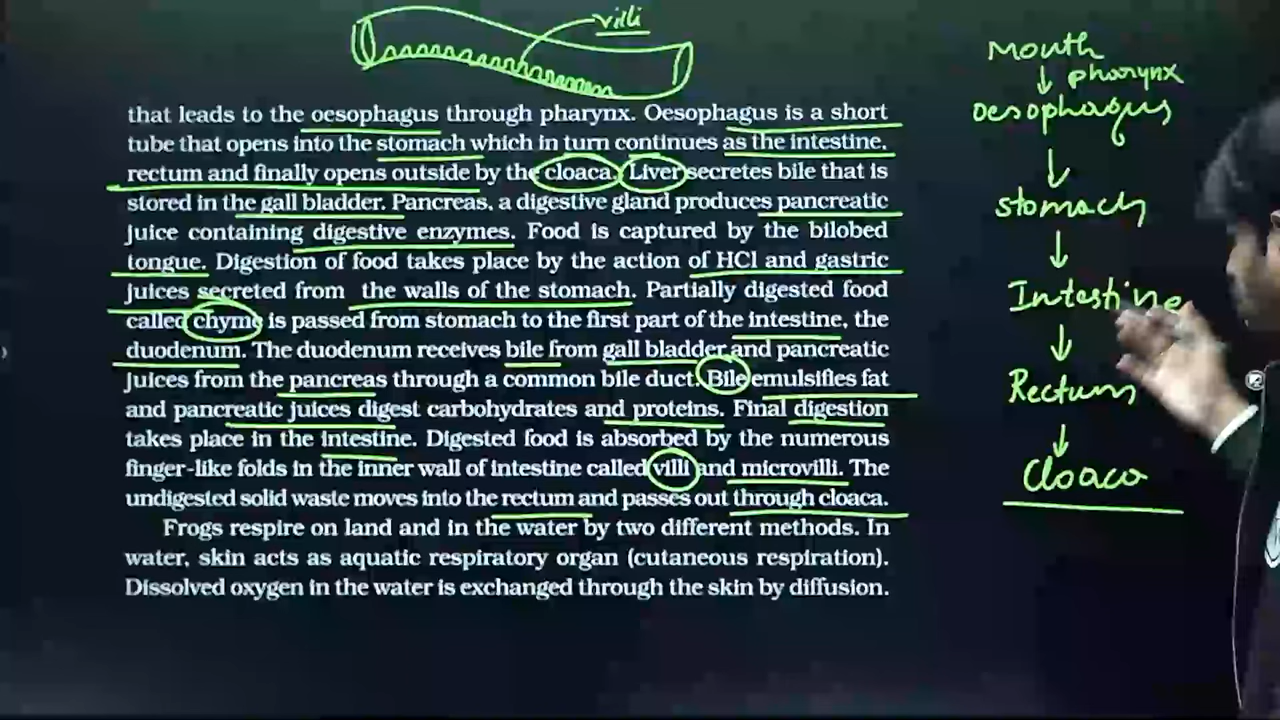 villi
that leads to the oesophagus through pharynx. Oesophagus is a short
tube that opens into the stomach which in turn continues as the intestine,
rectum and finally opens outside by the cloaca. Liver secretes bile that is
stored in the gall bladder. Pancreas, a digestive gland produces pancreatic
juice containing digestive enzymes. Food is captured by the bilobed
tongue. Digestion of food takes place by the action of HCl and gastric
juices secreted from the walls of the stomach. Partially digested food
called chyme is passed from stomach to the first part of the intestine, the
duodenum. The duodenum receives bile from gall bladder and pancreatic
juices from the pancreas through a common bile duct. Bile emulsifies fat
and pancreatic juices digest carbohydrates and proteins. Final digestion
takes place in the intestine. Digested food is absorbed by the numerous
finger-like folds in the inner wall of intestine called villi and microvilli. The
undigested solid waste moves into the rectum and passes out through cloaca.
Frogs respire on land and in the water by two different methods. In
water, skin acts as aquatic respiratory organ (cutaneous respiration).
Dissolved oxygen in the water is exchanged through the skin by diffusion.
Mouth
pharynx
Oesophagus
stomach
Intestine
Rectum
Cloaca